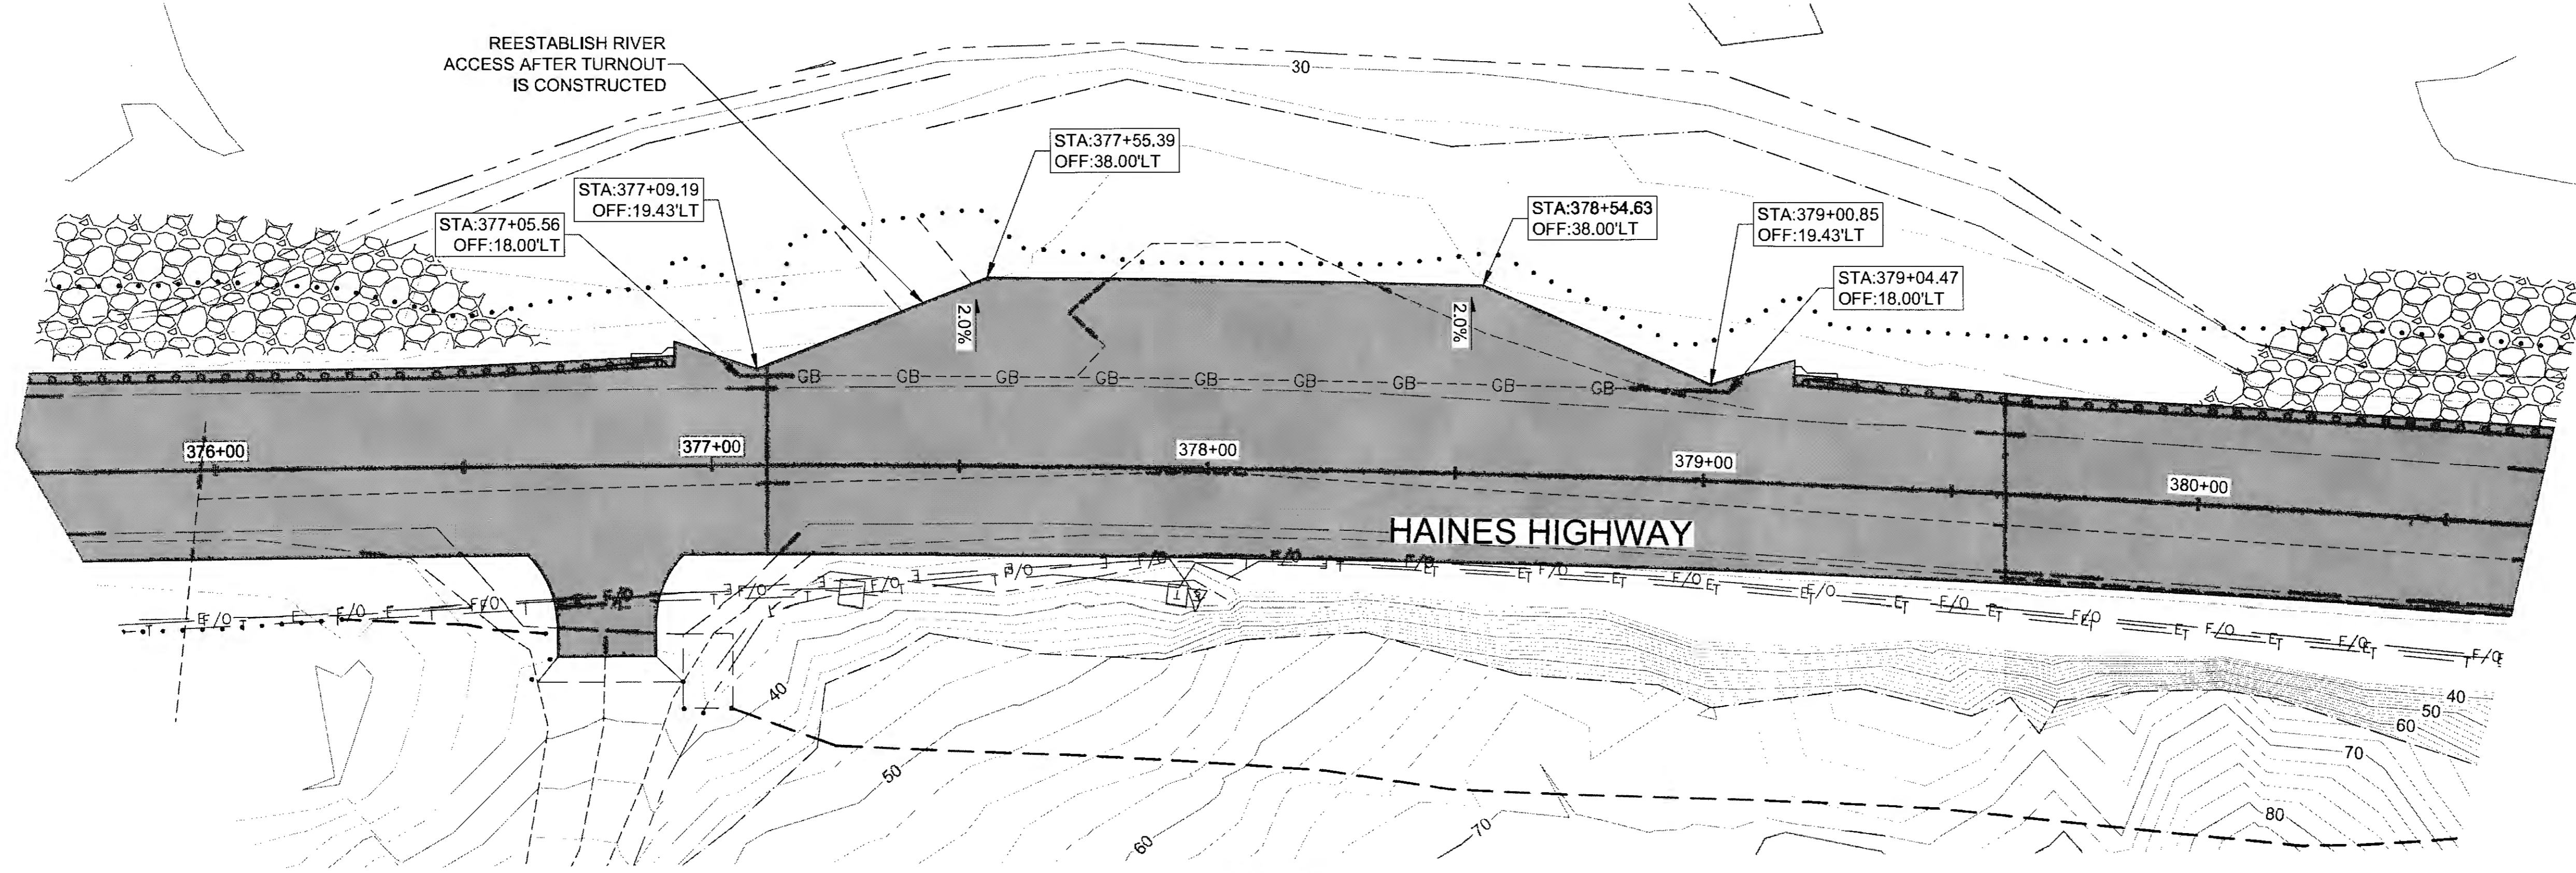 REESTABLISH RIVER
ACCESS AFTER TURNOUT
IS CONSTRUCTED
30
STA:377+55.39
OFF:38.00'LT
STA:377+09.19
OFF:19.43'LT
STA:377+05.56
OFF:18.00'LT
STA:378+54.63
OFF:38.00'LT
STA:379+00.85
OFF:19.43'LT
STA:379+04.47
OFF:18.00'LT
2.0%
2.0%
GB GB GB GB GB GB GB GB GB
376+00
377+00
378+00
379+00
380+00
HAINES HIGHWAY
T E F/O E F/O E T F/O T
T F/O E F/O T E T F/O E F/O T
F/O E T F/O E T F/O E T F/O E T
E T F/O E T F/O E T F/O E T F/O
40
50
60
70
80
40
50
60
70